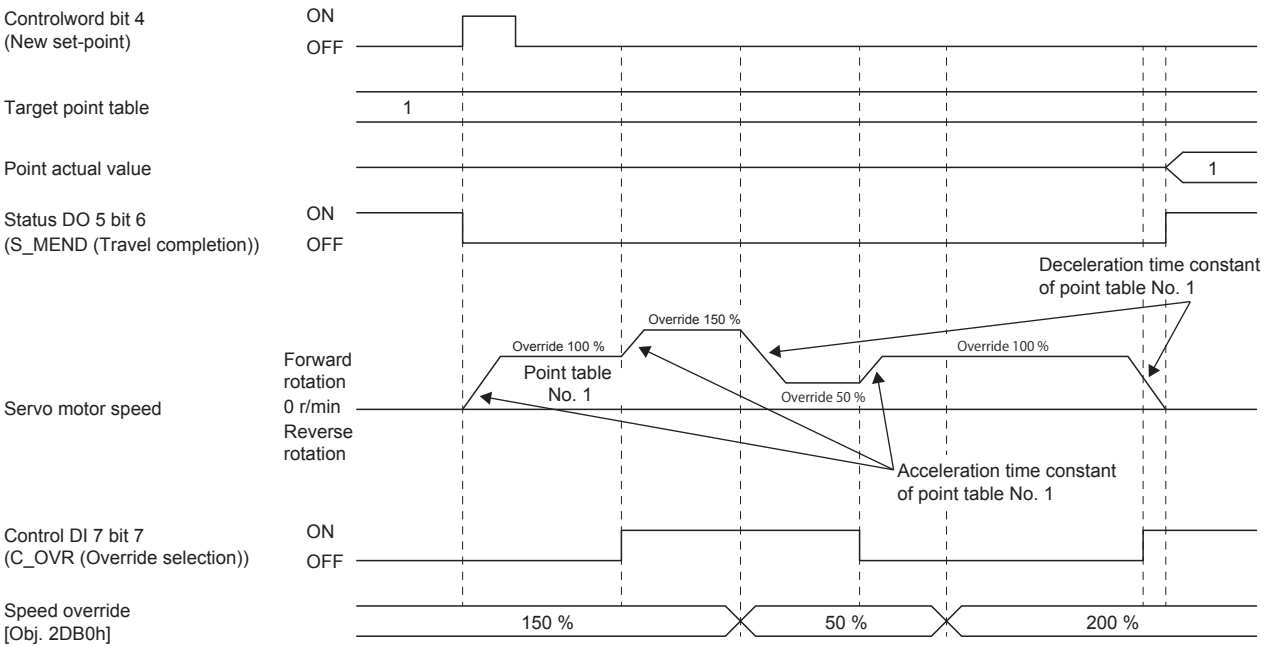 Controlword bit 4
(New set-point)
ON
OFF
Target point table
1
Point actual value
1
Status DO 5 bit 6
(S_MEND (Travel completion))
ON
OFF
Deceleration time constant
of point table No. 1
Override 150 %
Override 100 %
Override 100 %
Point table
No. 1
Override 50 %
Servo motor speed
Forward
rotation
0 r/min
Reverse
rotation
Acceleration time constant
of point table No. 1
Control DI 7 bit 7
(C_OVR (Override selection))
ON
OFF
Speed override
[Obj. 2DB0h]
150 %
50 %
200 %